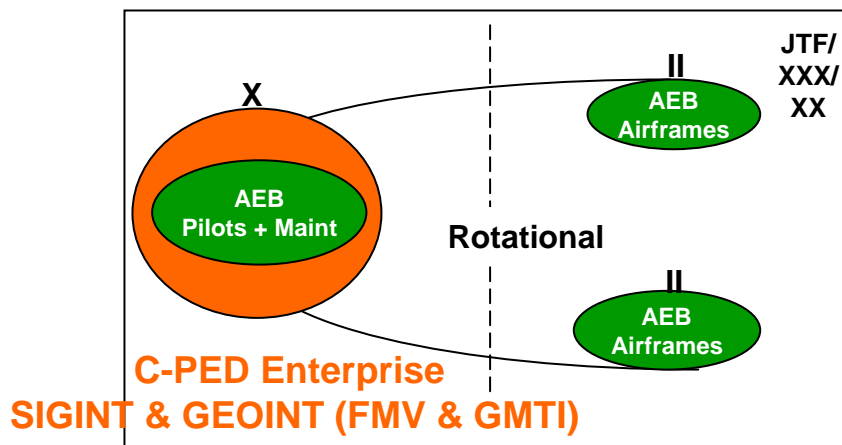 X
AEB
Pilots + Maint
II
AEB
Airframes
JTF/
XXX/
XX
Rotational
II
AEB
Airframes
C-PED Enterprise
SIGINT & GEOINT (FMV & GMTI)